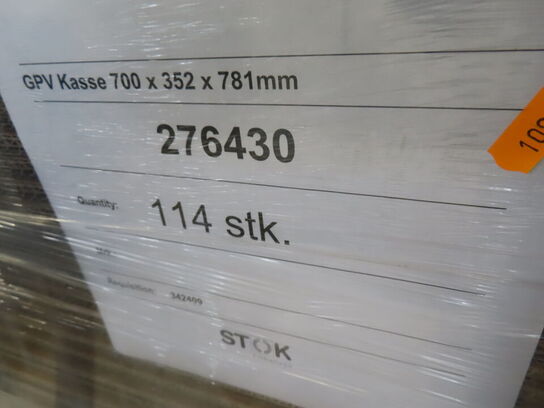 GPV Kasse 700 x 352 x 781mm
276430
Quantity: 114 stk.
Requisition: 342409
STOK